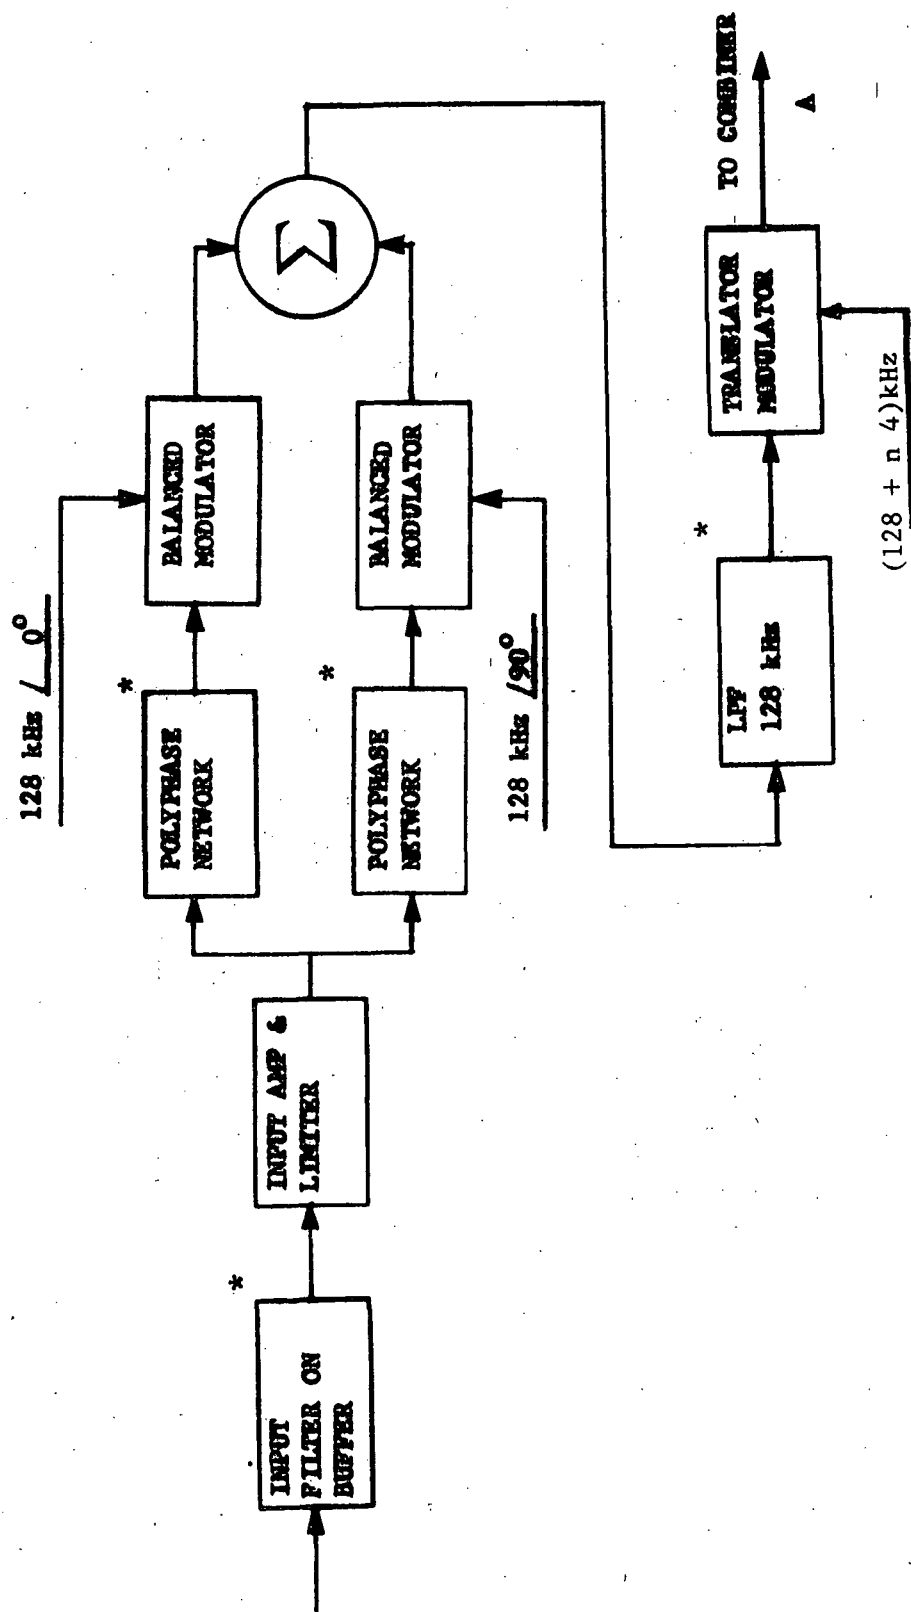 INPUT
FILTER ON
BUFFER
*
INPUT AMP &
LIMITER
POLYPHASE
NETWORK
*
POLYPHASE
NETWORK
*
128 kHz / 0°
BALANCED
MODULATOR
128 kHz /90°
BALANCED
MODULATOR
Σ
LPF
128 kHz
*
TRANSLATOR
MODULATOR
(128 + n 4)kHz
TO COMBINER